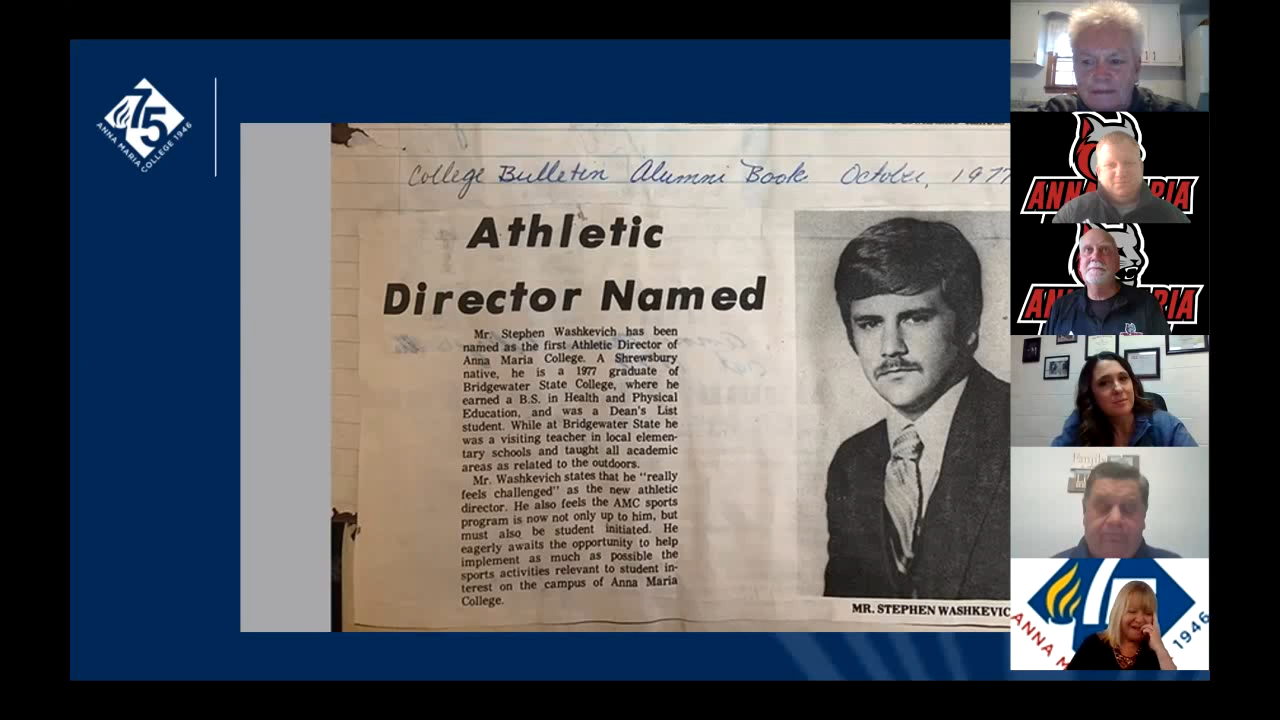 75
ANNA MARIA COLLEGE 1946
College Bulletin Alumni Book October, 1977
Athletic
Director Named
Mr. Stephen Washkevich has been
named as the first Athletic Director of
Anna Maria College. A Shrewsbury
native, he is a 1977 graduate of
Bridgewater State College, where he
earned a B.S. in Health and Physical
Education, and was a Dean's List
student. While at Bridgewater State he
was a visiting teacher in local elemen-
tary schools and taught all academic
areas as related to the outdoors.
Mr. Washkevich states that he "really
feels challenged" as the new athletic
director. He also feels the AMC sports
program is now not only up to him, but
must also be student initiated. He
eagerly awaits the opportunity to help
implement as much as possible the
sports activities relevant to student in-
terest on the campus of Anna Maria
College.
MR. STEPHEN WASHKEVIC
ANNA RIA
ANA RIA
Family
ANNA M 1946